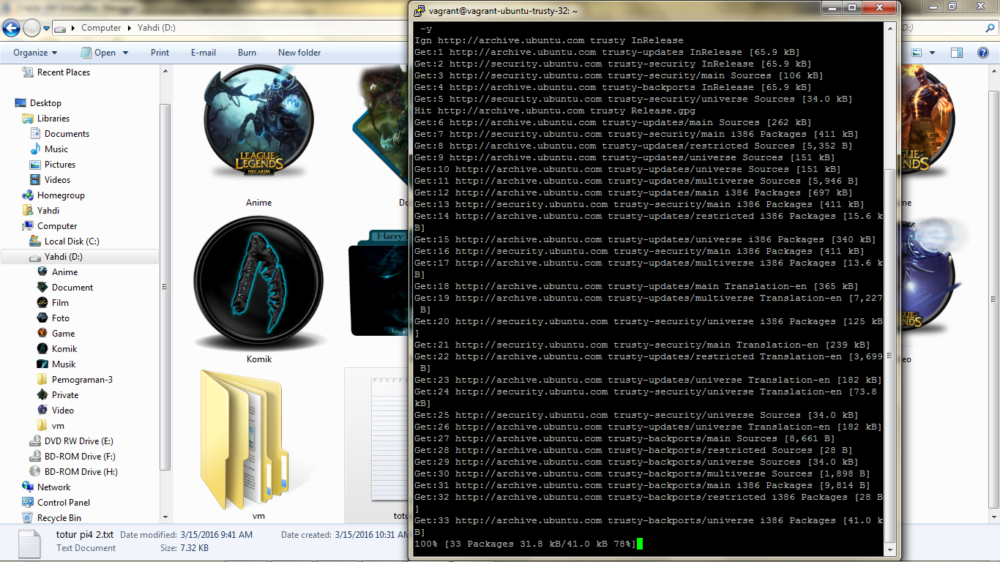 Computer
Yahdi (D:)
Organize
Open
Print
E-mail
Burn
New folder
Recent Places
Desktop
Libraries
Documents
Music
Pictures
Videos
Homegroup
Yahdi
Computer
Local Disk (C:)
Yahdi (D:)
Anime
Document
Film
Foto
Game
Komik
Musik
Pemograman-3
Private
Video
vm
DVD RW Drive (E:)
BD-ROM Drive (F:)
BD-ROM Drive (H:)
Network
Control Panel
Recycle Bin
LEAGUE
LEGENDS
HECARIM
Anime
Komik
Harry
vm
totur pi4 2.txt
Text Document
Date modified: 3/15/2016 9:41 AM
Size: 7.32 KB
Date created: 3/15/2016 10:31 AM
vagrant@vagrant-ubuntu-trusty-32: ~
-y
Ign http://archive.ubuntu.com trusty InRelease
Get:1 http://archive.ubuntu.com trusty-updates InRelease [65.9 kB]
Get:2 http://security.ubuntu.com trusty-security InRelease [65.9 kB]
Get:3 http://security.ubuntu.com trusty-security/main Sources [106 kB]
Get:4 http://archive.ubuntu.com trusty-backports InRelease [65.9 kB]
Get:5 http://security.ubuntu.com trusty-security/universe Sources [34.0 kB]
Hit http://archive.ubuntu.com trusty Release.gpg
Get:6 http://archive.ubuntu.com trusty-updates/main Sources [262 kB]
Get:7 http://security.ubuntu.com trusty-security/main i386 Packages [411 kB]
Get:8 http://archive.ubuntu.com trusty-updates/restricted Sources [5,352 B]
Get:9 http://archive.ubuntu.com trusty-updates/universe Sources [151 kB]
Get:10 http://archive.ubuntu.com trusty-updates/universe Sources [151 kB]
Get:11 http://archive.ubuntu.com trusty-updates/multiverse Sources [5,946 B]
Get:12 http://archive.ubuntu.com trusty-updates/main i386 Packages [697 kB]
Get:13 http://security.ubuntu.com trusty-security/main i386 Packages [411 kB]
Get:14 http://archive.ubuntu.com trusty-updates/restricted i386 Packages [15.6 k
B]
Get:15 http://archive.ubuntu.com trusty-updates/universe i386 Packages [340 kB]
Get:16 http://security.ubuntu.com trusty-security/main i386 Packages [411 kB]
Get:17 http://archive.ubuntu.com trusty-updates/multiverse i386 Packages [13.6 k
B]
Get:18 http://archive.ubuntu.com trusty-updates/main Translation-en [365 kB]
Get:19 http://archive.ubuntu.com trusty-updates/multiverse Translation-en [7,227
B]
Get:20 http://security.ubuntu.com trusty-security/universe i386 Packages [125 kB
]
Get:21 http://security.ubuntu.com trusty-security/main Translation-en [239 kB]
Get:22 http://archive.ubuntu.com trusty-updates/restricted Translation-en [3,699
B]
Get:23 http://archive.ubuntu.com trusty-updates/universe Translation-en [182 kB]
Get:24 http://security.ubuntu.com trusty-security/universe Translation-en [73.8
kB]
Get:25 http://security.ubuntu.com trusty-security/universe Sources [34.0 kB]
Get:26 http://archive.ubuntu.com trusty-updates/universe Translation-en [182 kB]
Get:27 http://archive.ubuntu.com trusty-backports/main Sources [8,661 B]
Get:28 http://archive.ubuntu.com trusty-backports/restricted Sources [28 B]
Get:29 http://archive.ubuntu.com trusty-backports/universe Sources [34.0 kB]
Get:30 http://archive.ubuntu.com trusty-backports/multiverse Sources [1,898 B]
Get:31 http://archive.ubuntu.com trusty-backports/main i386 Packages [9,814 B]
Get:32 http://archive.ubuntu.com trusty-backports/restricted i386 Packages [28 B
]
Get:33 http://archive.ubuntu.com trusty-backports/universe i386 Packages [41.0 k
B]
100% [33 Packages 31.8 kB/41.0 kB 78%]